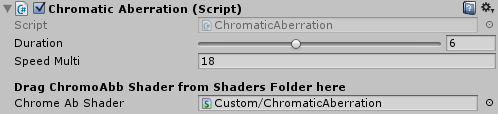 Chromatic Aberration (Script)
Script ChromaticAberration
Duration 6
Speed Multi 18
Drag ChromoAbb Shader from Shaders Folder here
Chrome Ab Shader Custom/ChromaticAberration